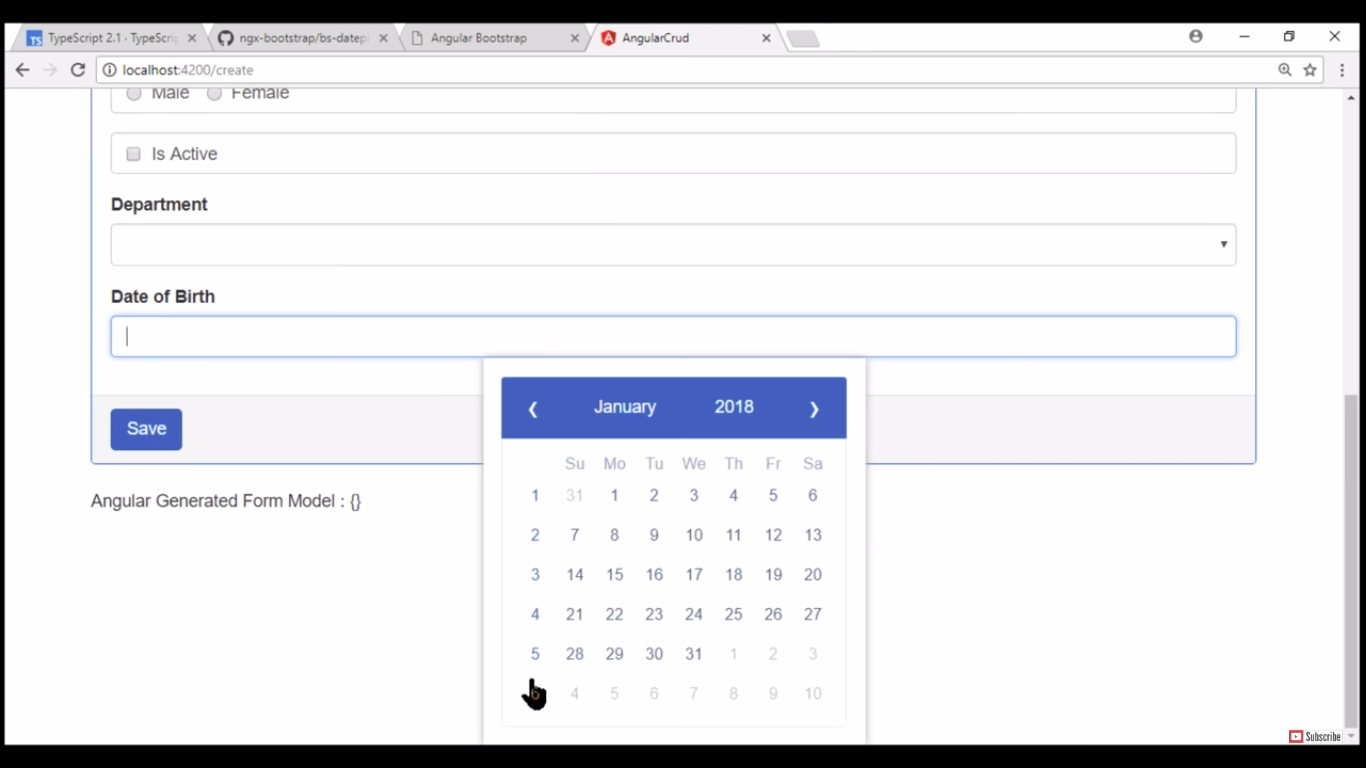 TypeScript 2.1 · TypeScrip
ngx-bootstrap/bs-datepi
Angular Bootstrap
AngularCrud
localhost:4200/create
Male Female
Is Active
Department
Date of Birth
January 2018
Su Mo Tu We Th Fr Sa
1 31 1 2 3 4 5 6
2 7 8 9 10 11 12 13
3 14 15 16 17 18 19 20
4 21 22 23 24 25 26 27
5 28 29 30 31 1 2 3
6 4 5 6 7 8 9 10
Save
Angular Generated Form Model : {}
Subscribe